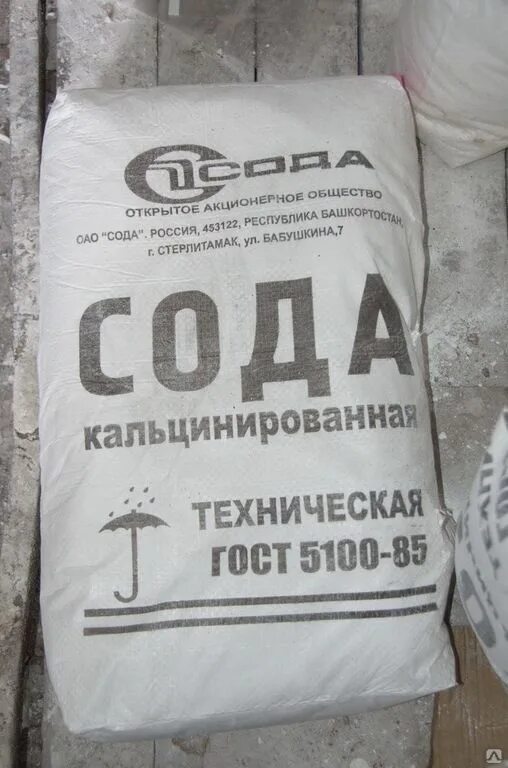 СОДА
ОТКРЫТОЕ АКЦИОНЕРНОЕ ОБЩЕСТВО
ОАО "СОДА". РОССИЯ, 453122, РЕСПУБЛИКА БАШКОРТОСТАН,
г. СТЕРЛИТАМАК, ул. БАБУШКИНА,7
СОДА
кальцинированная
ТЕХНИЧЕСКАЯ
ГОСТ 5100-85